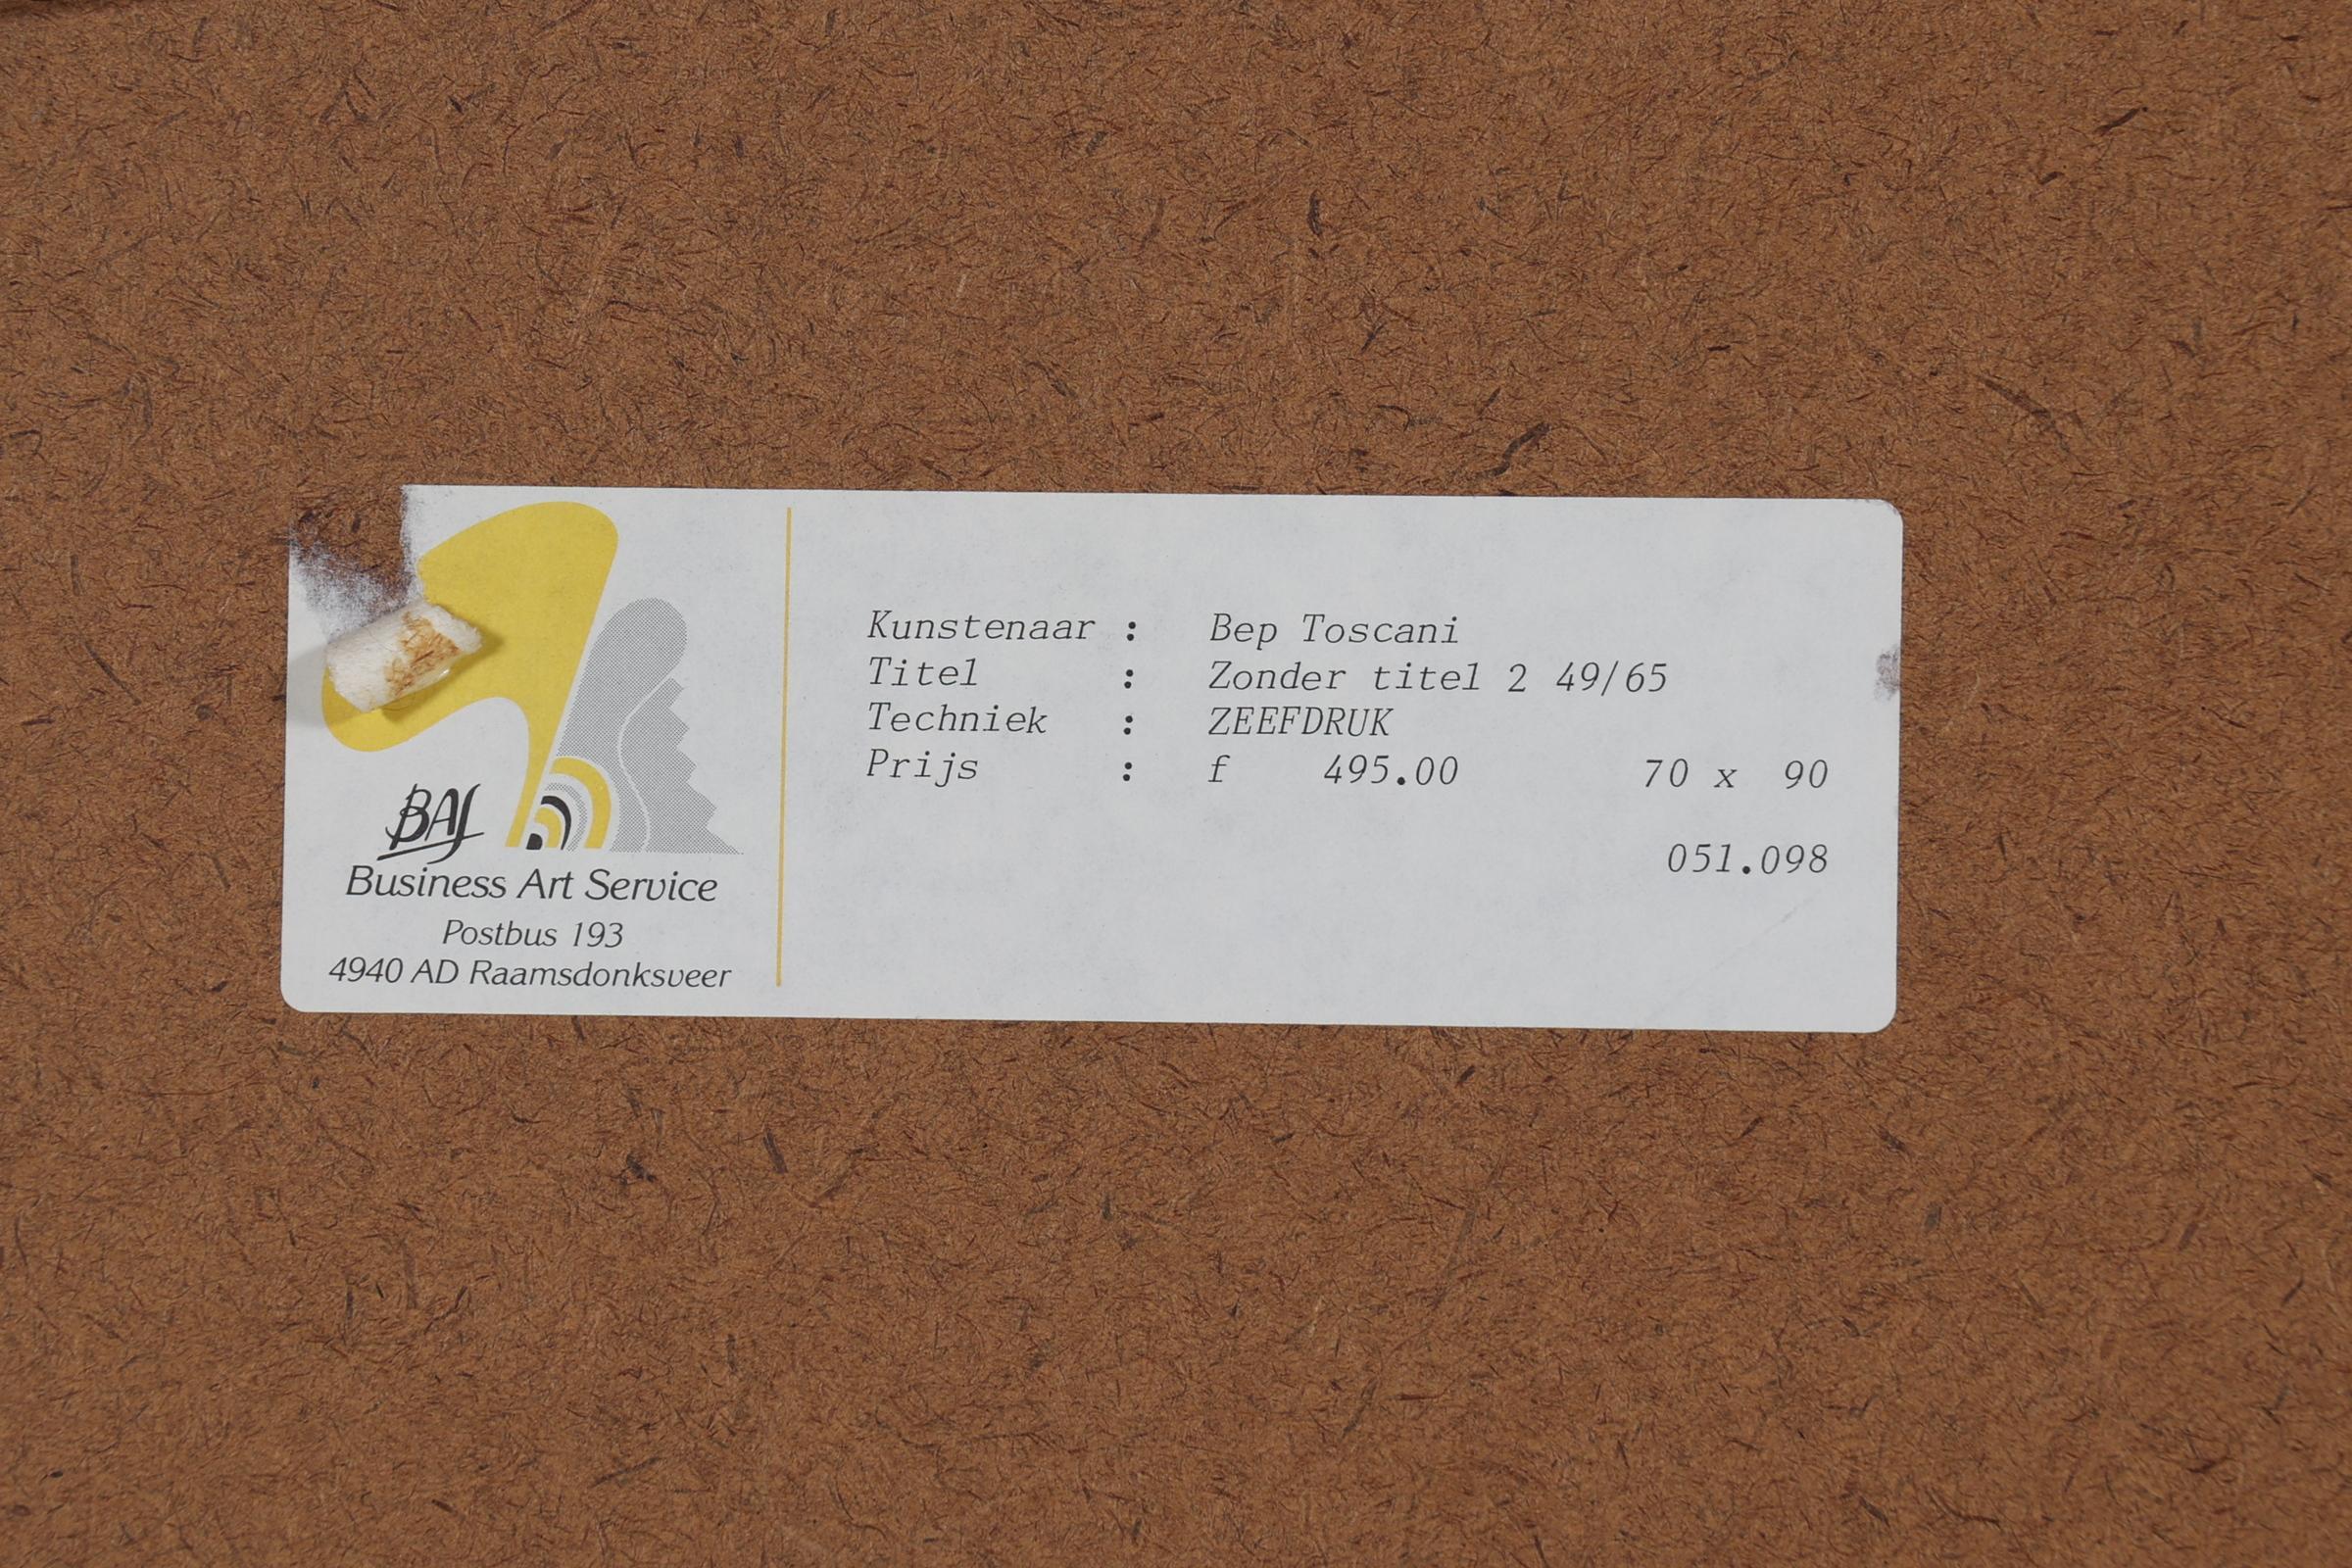 BAS
Business Art Service
Postbus 193
4940 AD Raamsdonksveer
Kunstenaar : Bep Toscani
Titel : Zonder titel 2 49/65
Techniek : ZEEFDRUK
Prijs : f 495.00 70 x 90
051.098